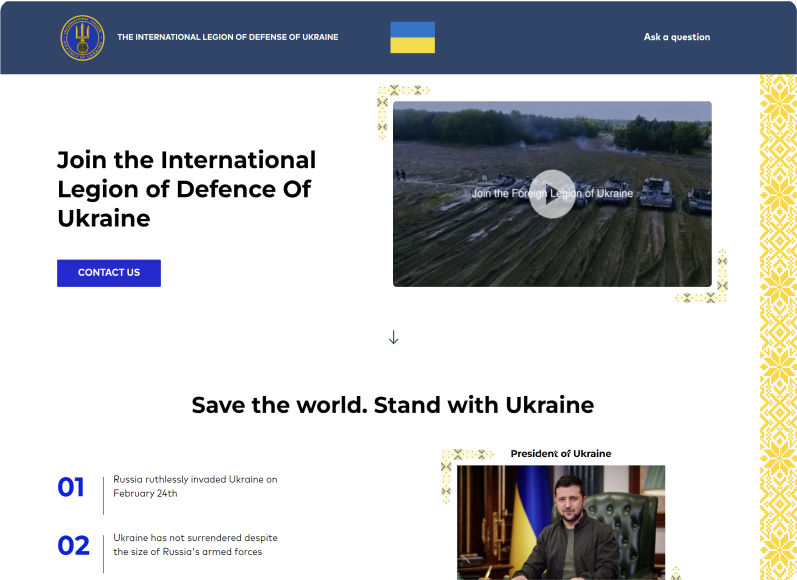 THE INTERNATIONAL LEGION OF DEFENSE OF UKRAINE
Ask a question
Join the International
Legion of Defence Of
Ukraine
CONTACT US
Join the Foreign Legion of Ukraine
Save the world. Stand with Ukraine
01
Russia ruthlessly invaded Ukraine on
February 24th
02
Ukraine has not surrendered despite
the size of Russia's armed forces
President of Ukraine